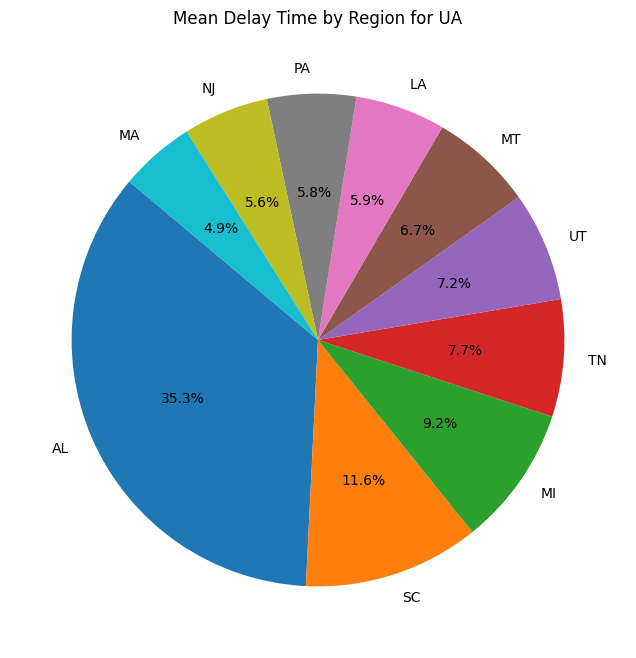 Mean Delay Time by Region for UA
PA
LA
NJ
MT
MA
5.8%
5.9%
5.6%
4.9%
6.7%
UT
7.2%
7.7%
TN
35.3%
9.2%
AL
11.6%
MI
SC